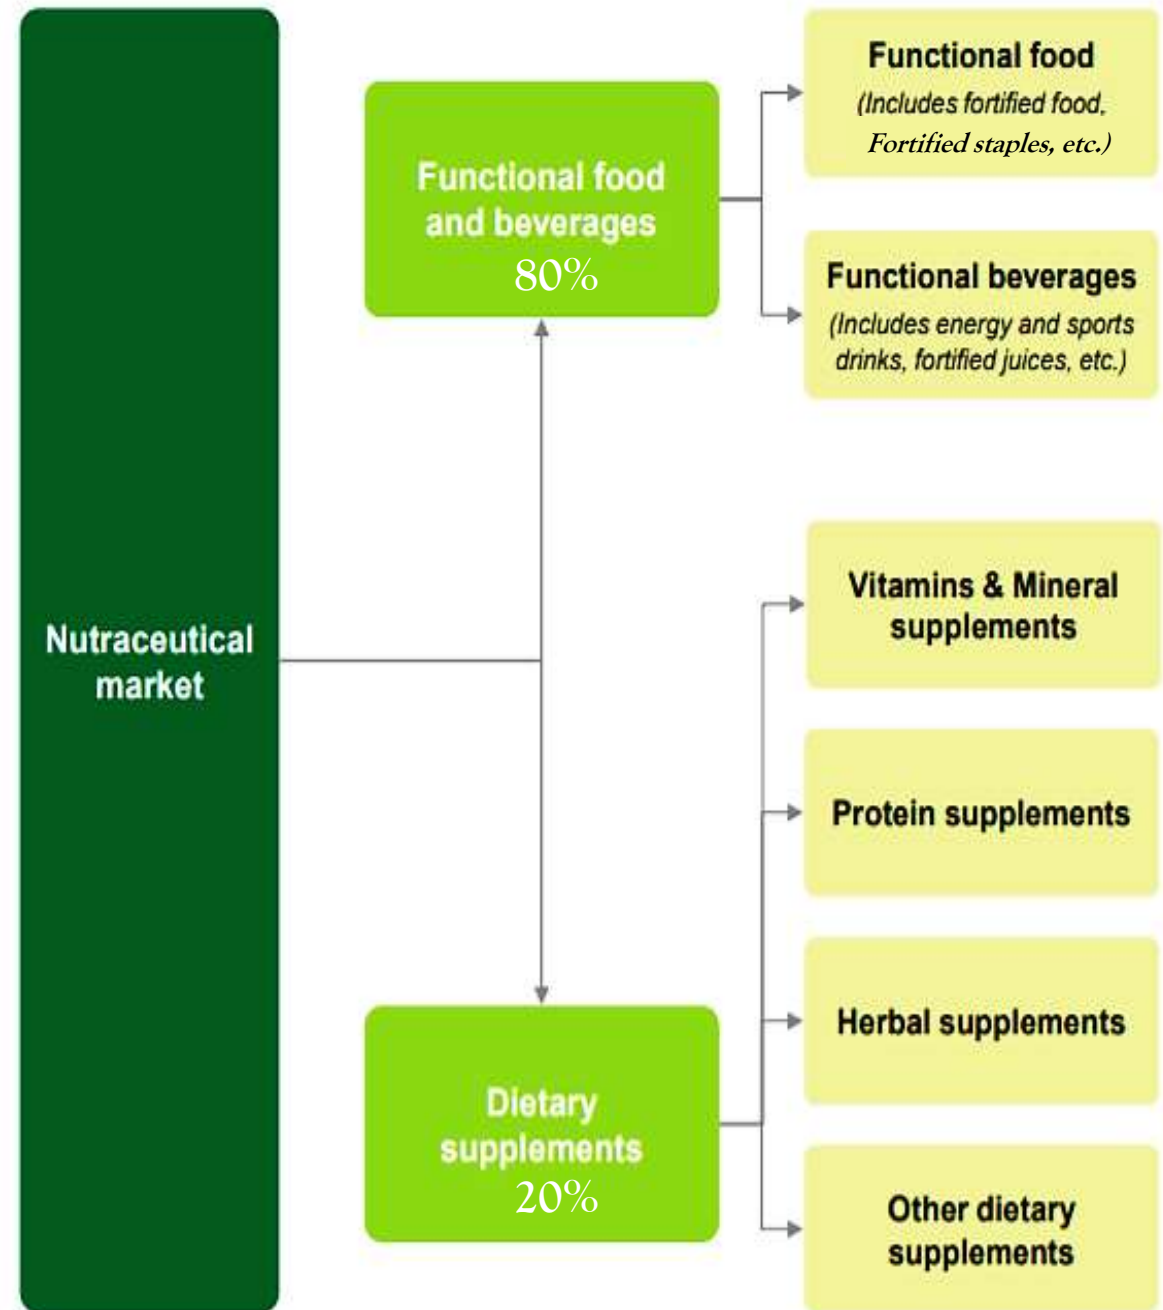 Nutraceutical
market
Functional food
and beverages
80%
Functional food
(Includes fortified food,
Fortified staples, etc.)
Functional beverages
(Includes energy and sports
drinks, fortified juices, etc.)
Dietary
supplements
20%
Vitamins & Mineral
supplements
Protein supplements
Herbal supplements
Other dietary
supplements